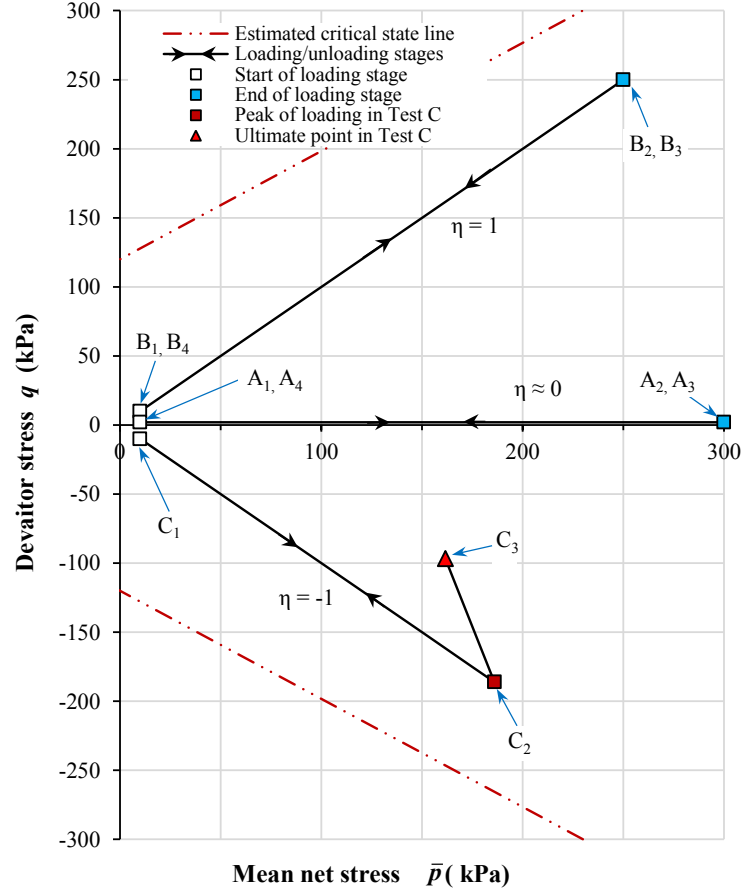 300
250
200
150
100
50
0
-50
-100
-150
-200
-250
-300
Estimated critical state line
Loading/unloading stages
Start of loading stage
End of loading stage
Peak of loading in Test C
Ultimate point in Test C
B₂, B₃
η = 1
B₁, B₄
A₁, A₄
η ≈ 0
A₂, A₃
0
100
200
300
C₁
C₃
η = -1
C₂
Devaitor stress q (kPa)
Mean net stress p̄ ( kPa)